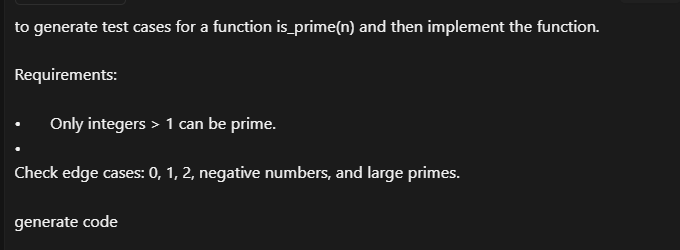 to generate test cases for a function is_prime(n) and then implement the function.
Requirements:
• Only integers > 1 can be prime.
•
Check edge cases: 0, 1, 2, negative numbers, and large primes.
generate code